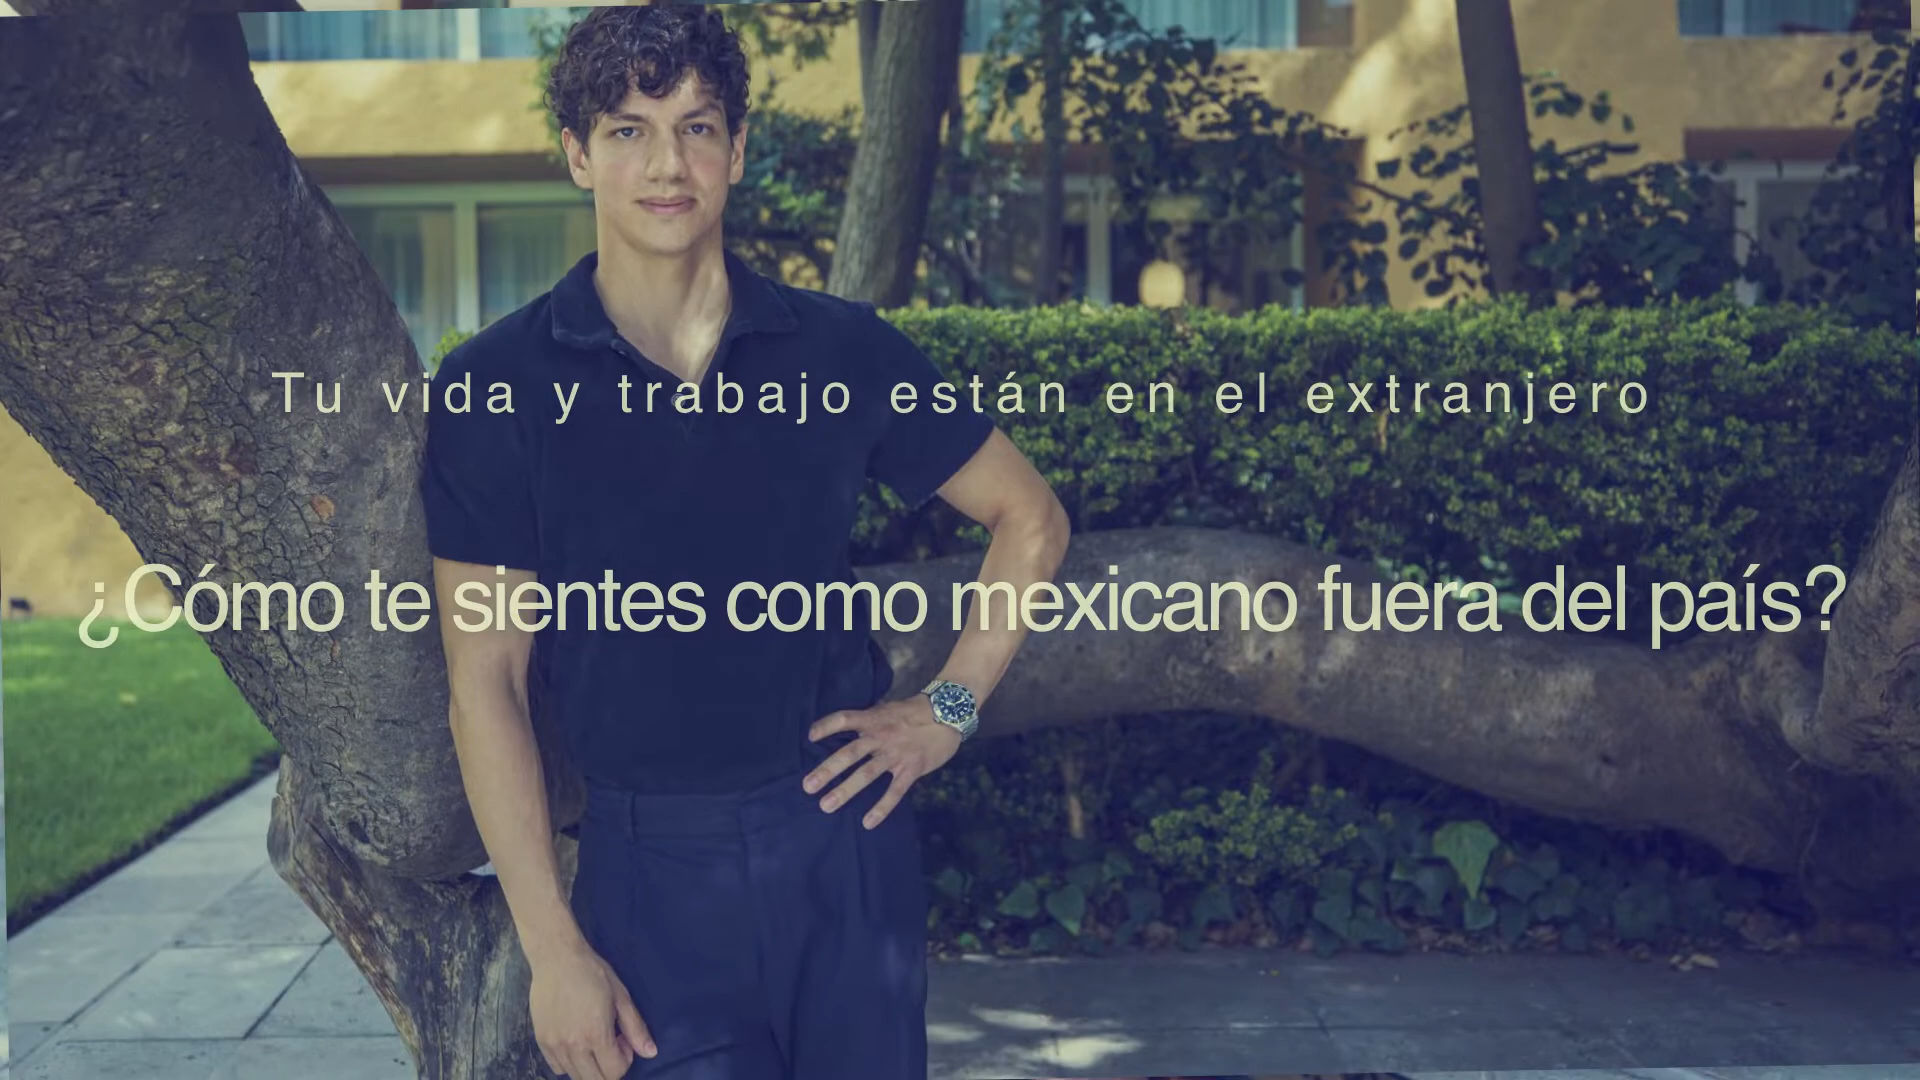 Tu vida y trabajo están en el extranjero
¿Cómo te sientes como mexicano fuera del país?